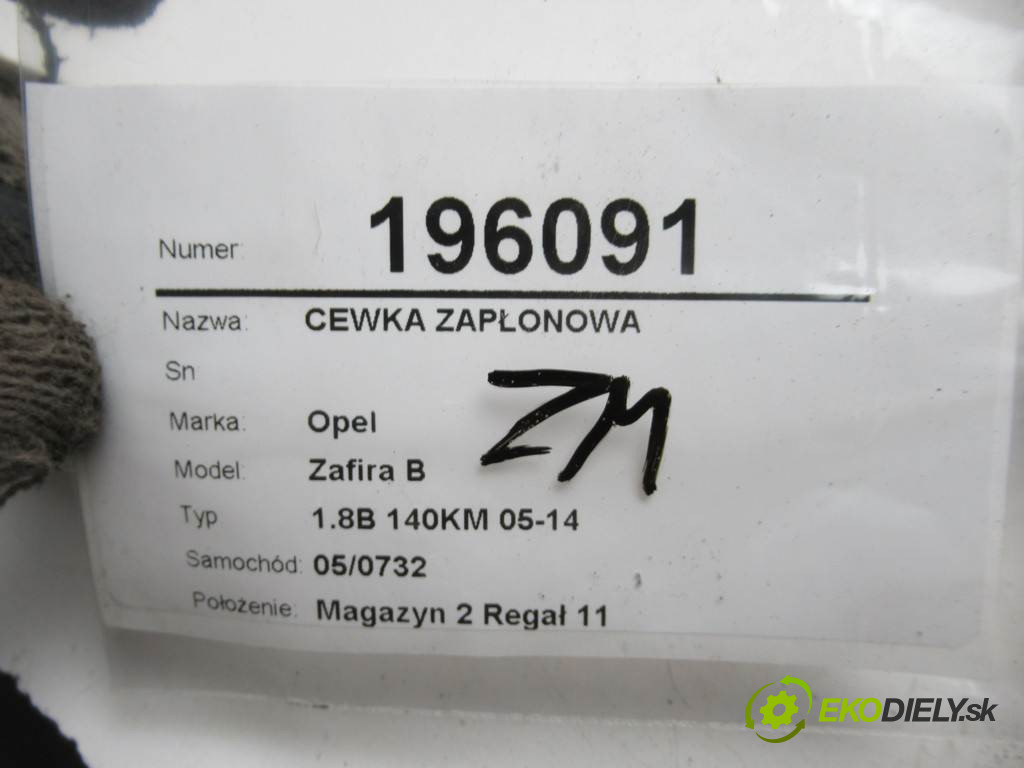 Numer: 196091
Nazwa: CEWKA ZAPŁONOWA
Sn
Marka: Opel
ZM
Model: Zafira B
Typ 1.8B 140KM 05-14
Samochód: 05/0732
Położenie: Magazyn 2 Regał 11
EKODIELY.sk